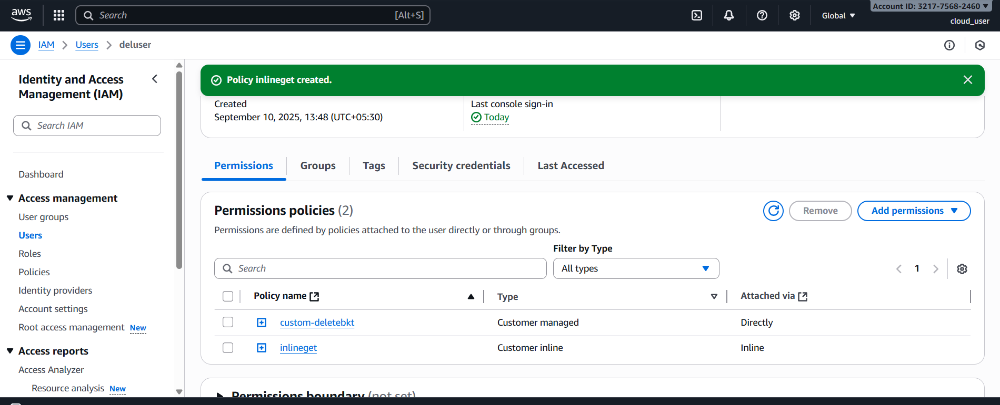 aws
Search [Alt+S]
Global
Account ID: 3217-7568-2460
cloud_user
IAM
Users
deluser
Identity and Access
Management (IAM)
Search IAM
Dashboard
Access management
User groups
Users
Roles
Policies
Identity providers
Account settings
Root access management New
Access reports
Access Analyzer
Resource analysis New
Policy inlineget created.
Created
September 10, 2025, 13:48 (UTC+05:30)
Last console sign-in
Today
Permissions Groups Tags Security credentials Last Accessed
Permissions policies (2)
Remove
Add permissions
Permissions are defined by policies attached to the user directly or through groups.
Filter by Type
Search
All types
1
Policy name Type Attached via
custom-deletebkt Customer managed Directly
inlineget Customer inline Inline
Permissions boundary (not set)